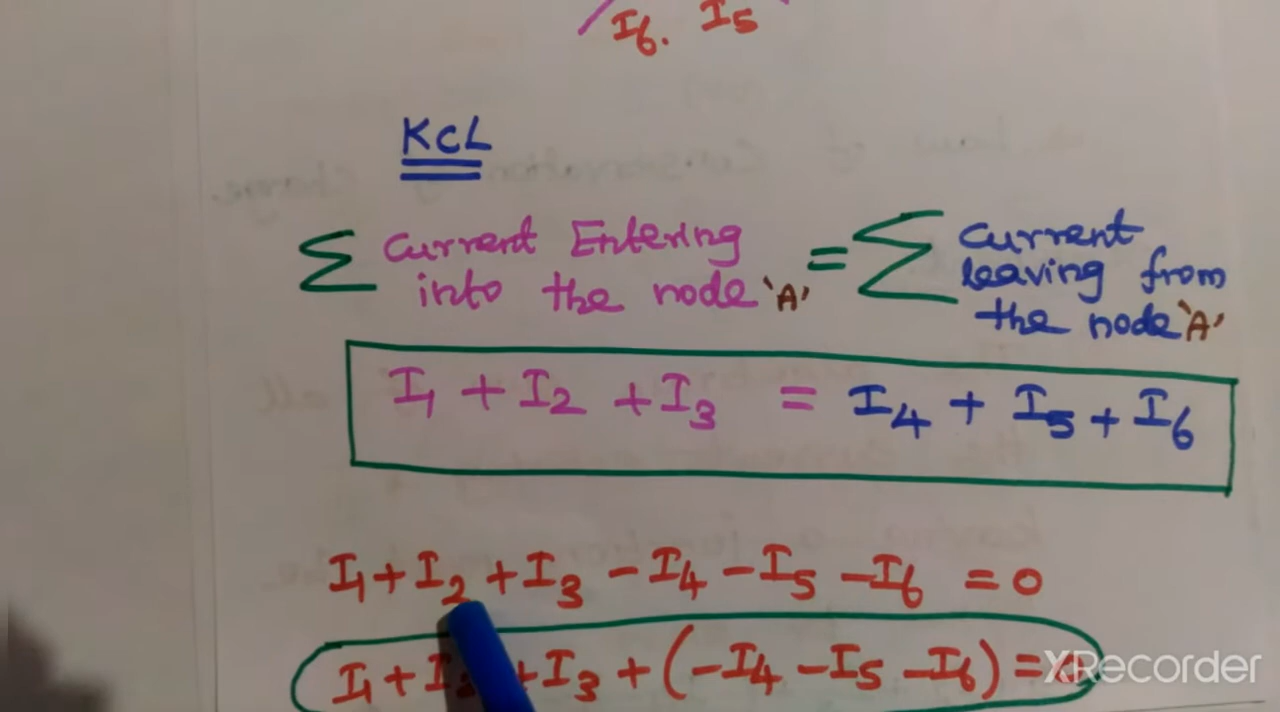 I6. I5
KCL
Σ Current Entering into the node 'A' = Σ current leaving from the node 'A'
I1 + I2 + I3 = I4 + I5 + I6
I1 + I2 + I3 - I4 - I5 - I6 = 0
I1 + I2 + I3 + (-I4 - I5 - I6) =
XRecorder